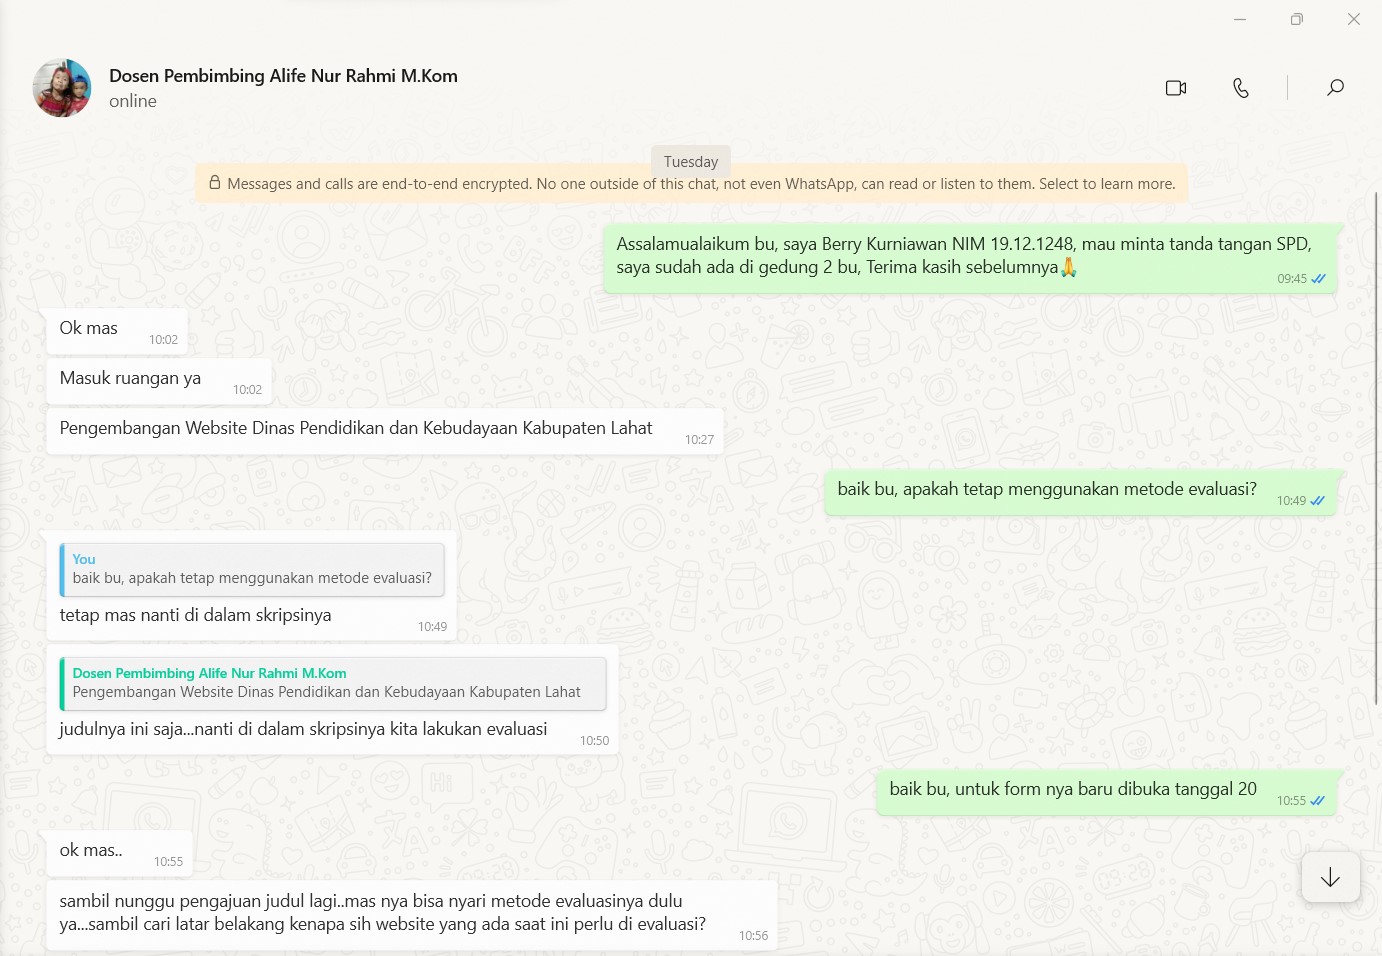 Dosen Pembimbing Alife Nur Rahmi M.Kom
online
Tuesday
Messages and calls are end-to-end encrypted. No one outside of this chat, not even WhatsApp, can read or listen to them. Select to learn more.
Assalamualaikum bu, saya Berry Kurniawan NIM 19.12.1248, mau minta tanda tangan SPD,
saya sudah ada di gedung 2 bu, Terima kasih sebelumnya🙏
09:45
Ok mas
10:02
Masuk ruangan ya
10:02
Pengembangan Website Dinas Pendidikan dan Kebudayaan Kabupaten Lahat
10:27
baik bu, apakah tetap menggunakan metode evaluasi?
10:49
You
baik bu, apakah tetap menggunakan metode evaluasi?
tetap mas nanti di dalam skripsinya
10:49
Dosen Pembimbing Alife Nur Rahmi M.Kom
Pengembangan Website Dinas Pendidikan dan Kebudayaan Kabupaten Lahat
judulnya ini saja...nanti di dalam skripsinya kita lakukan evaluasi
10:50
baik bu, untuk form nya baru dibuka tanggal 20
10:55
ok mas..
10:55
sambil nunggu pengajuan judul lagi..mas nya bisa nyari metode evaluasinya dulu
ya...sambil cari latar belakang kenapa sih website yang ada saat ini perlu di evaluasi?
10:56